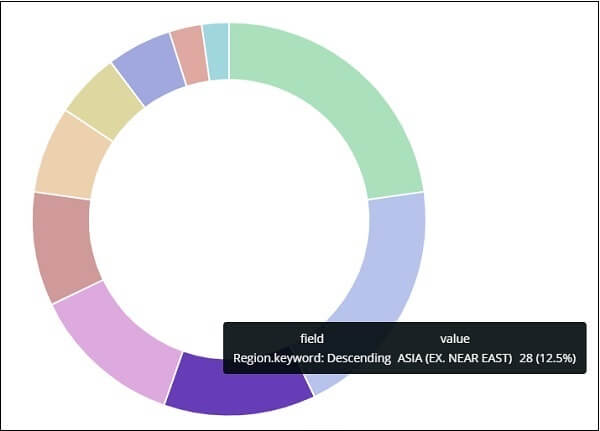 field value
Region.keyword: Descending ASIA (EX. NEAR EAST) 28 (12.5%)